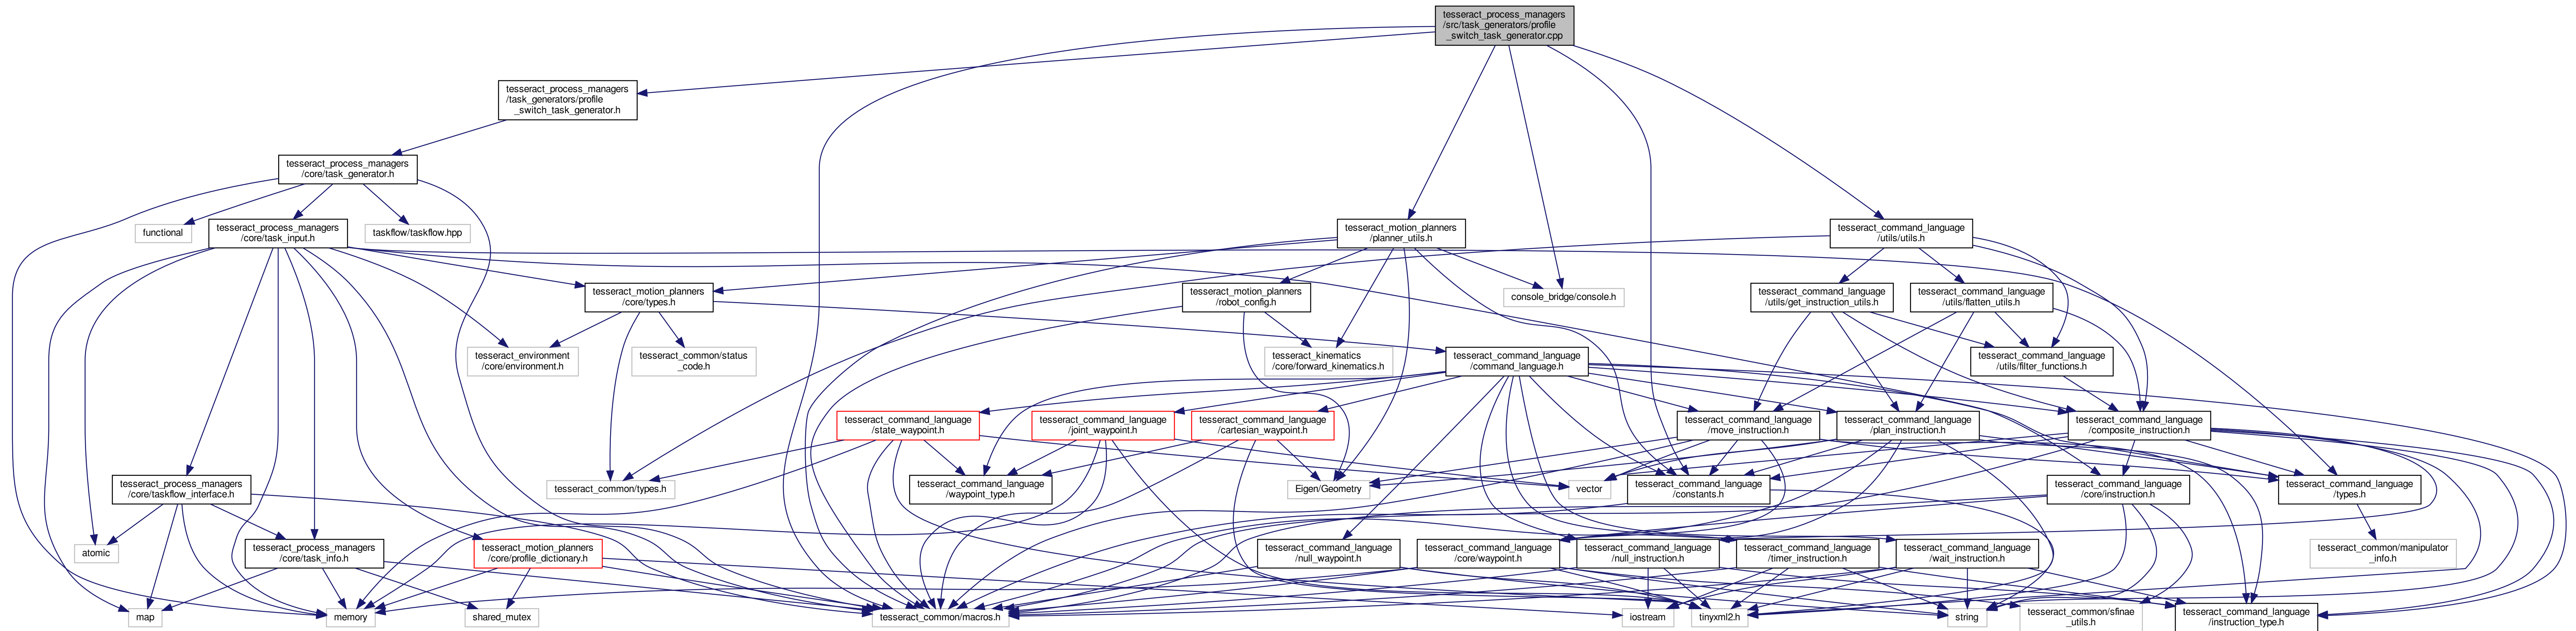 tesseract_process_managers
/src/task_generators/profile
_switch_task_generator.cpp
tesseract_process_managers
/task_generators/profile
_switch_task_generator.h
tesseract_process_managers
/core/task_generator.h
functional
tesseract_process_managers
/core/task_input.h
taskflow/taskflow.hpp
tesseract_motion_planners
/planner_utils.h
tesseract_command_language
/utils/utils.h
tesseract_motion_planners
/core/types.h
tesseract_motion_planners
/robot_config.h
console_bridge/console.h
tesseract_command_language
/utils/get_instruction_utils.h
tesseract_command_language
/utils/flatten_utils.h
tesseract_environment
/core/environment.h
tesseract_common/status
_code.h
tesseract_kinematics
/core/forward_kinematics.h
tesseract_command_language
/command_language.h
tesseract_command_language
/utils/filter_functions.h
tesseract_command_language
/state_waypoint.h
tesseract_command_language
/joint_waypoint.h
tesseract_command_language
/cartesian_waypoint.h
tesseract_command_language
/move_instruction.h
tesseract_command_language
/plan_instruction.h
tesseract_command_language
/composite_instruction.h
tesseract_process_managers
/core/taskflow_interface.h
tesseract_common/types.h
tesseract_command_language
/waypoint_type.h
Eigen/Geometry
vector
tesseract_command_language
/constants.h
tesseract_command_language
/core/instruction.h
tesseract_command_language
/types.h
atomic
tesseract_process_managers
/core/task_info.h
tesseract_motion_planners
/core/profile_dictionary.h
tesseract_command_language
/null_waypoint.h
tesseract_command_language
/core/waypoint.h
tesseract_command_language
/null_instruction.h
tesseract_command_language
/timer_instruction.h
tesseract_command_language
/wait_instruction.h
tesseract_common/manipulator
_info.h
map
memory
shared_mutex
tesseract_common/macros.h
iostream
tinyxml2.h
string
tesseract_common/sfinae
_utils.h
tesseract_command_language
/instruction_type.h